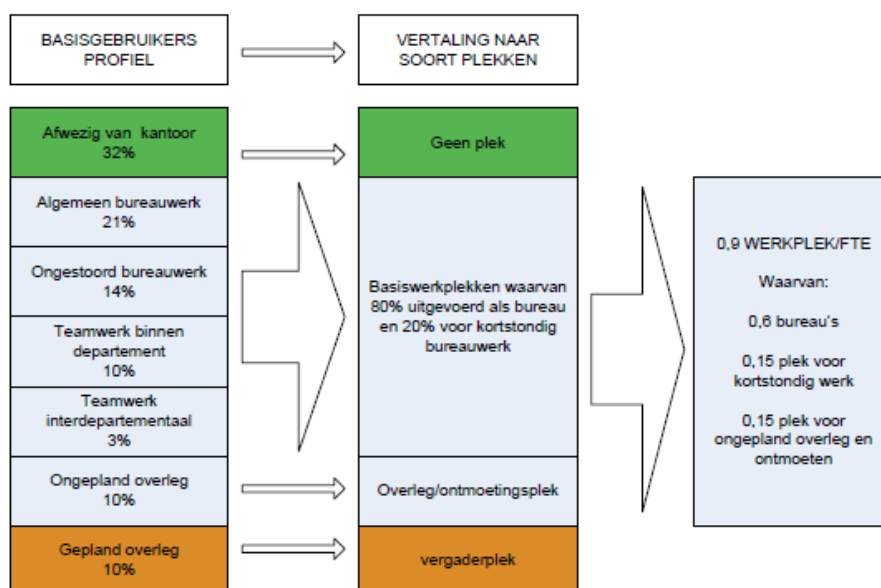 BASISGEBRUIKERS
PROFIEL
VERTALING NAAR
SOORT PLEKKEN
Afwezig van kantoor
32%
Algemeen bureauwerk
21%
Ongestoord bureauwerk
14%
Teamwerk binnen
departement
10%
Teamwerk
interdepartementaal
3%
Ongepland overleg
10%
Gepland overleg
10%
Geen plek
Basiswerkplekken waarvan
80% uitgevoerd als bureau
en 20% voor kortstondig
bureauwerk
Overleg/ontmoetingsplek
vergaderplek
0,9 WERKPLEK/FTE
Waarvan:
0,6 bureau's
0,15 plek voor
kortstondig werk
0,15 plek voor
ongepland overleg en
ontmoeten